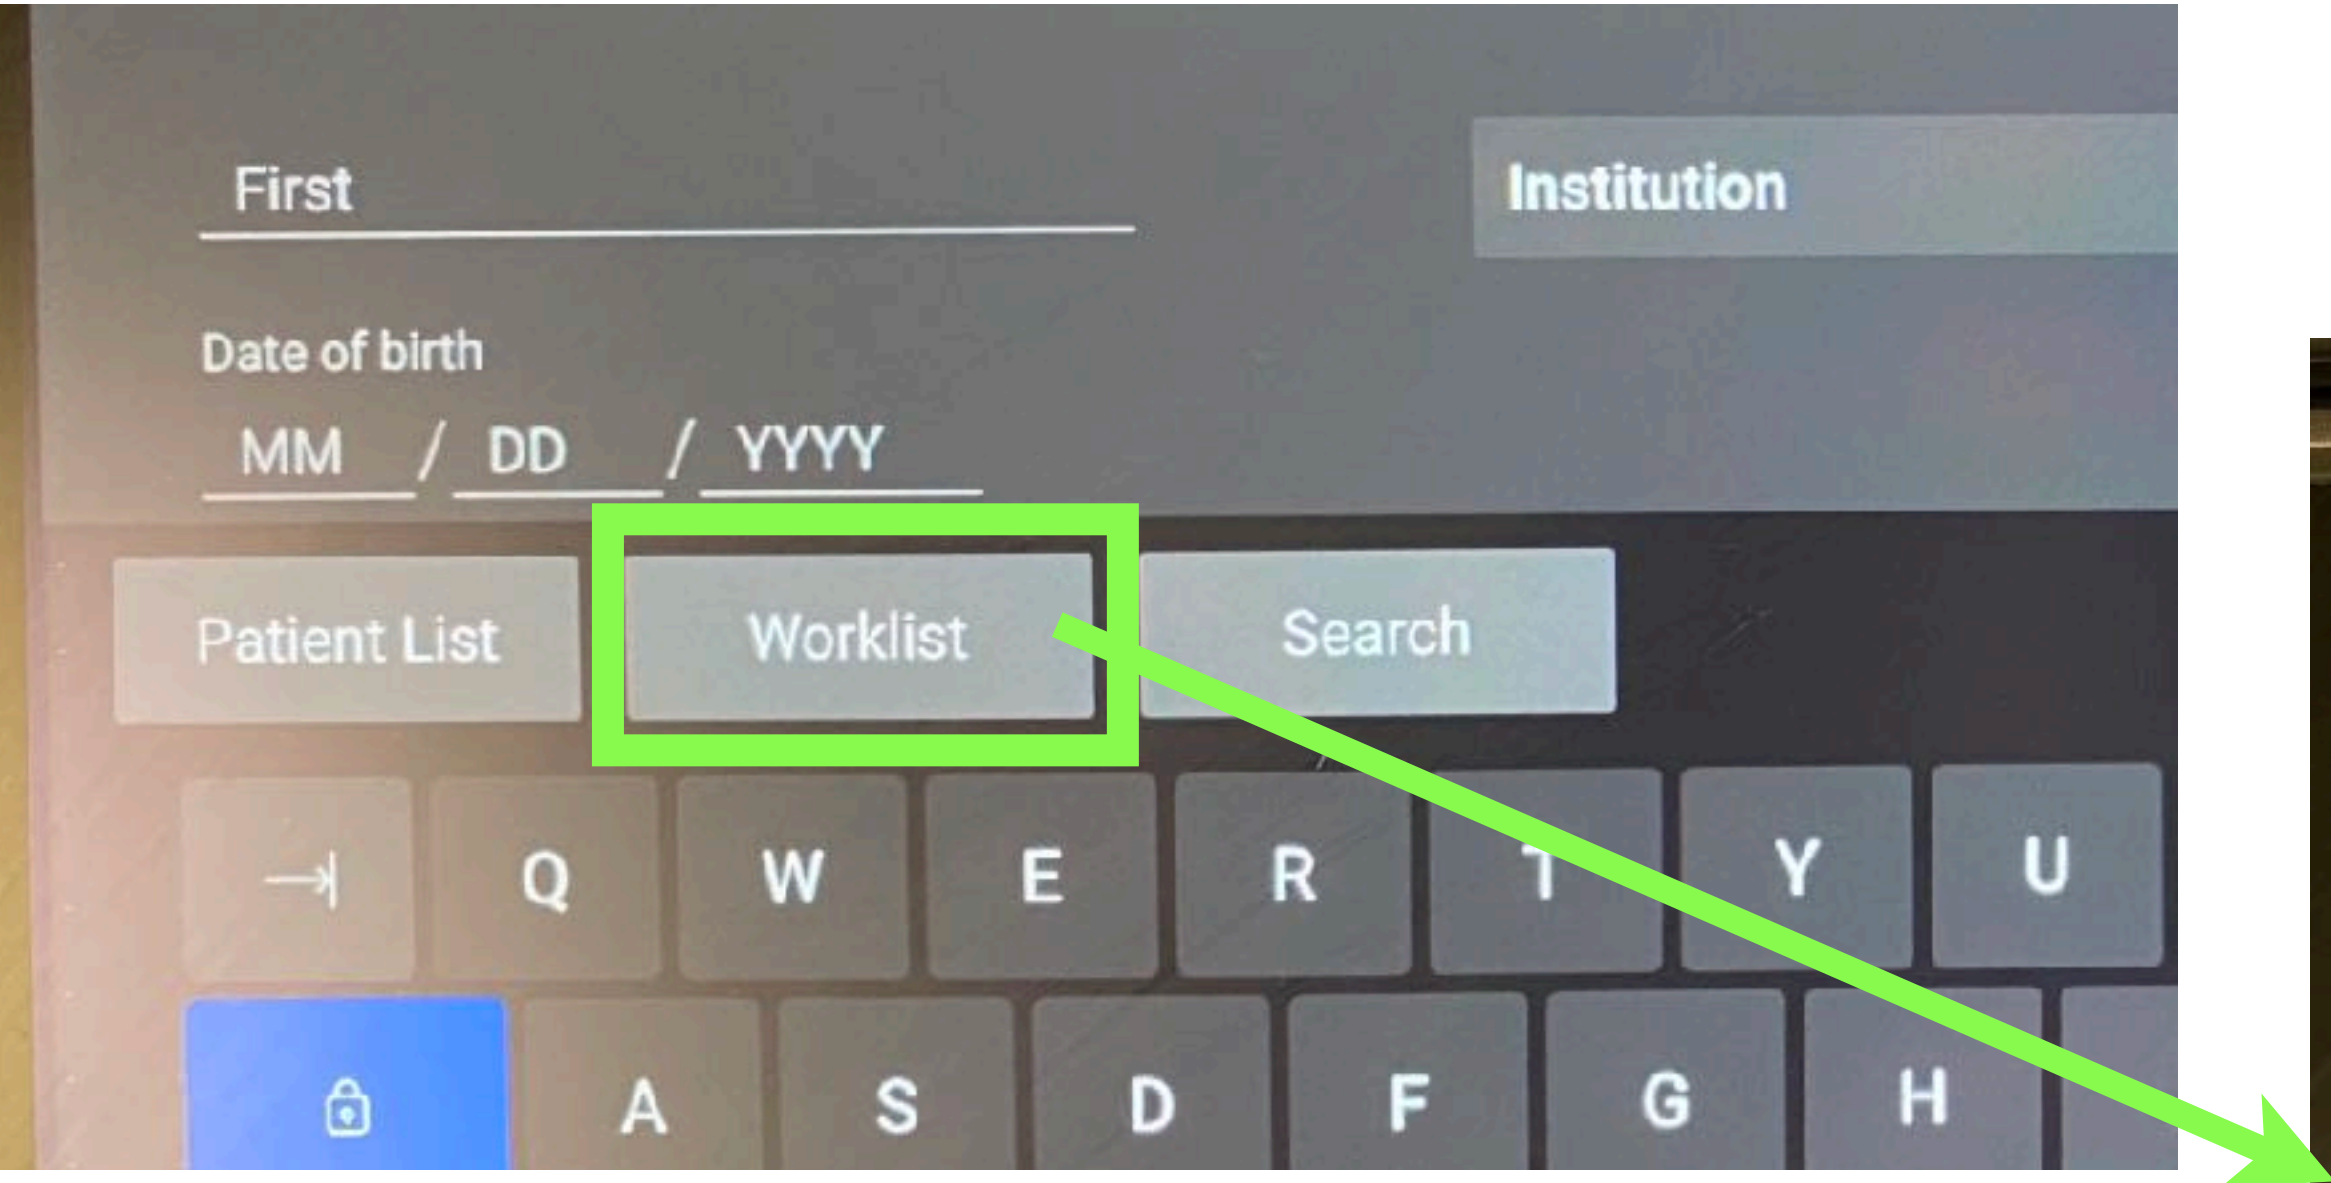 First
Institution
Date of birth
MM / DD / YYYY
Patient List Worklist Search
Q W E R T Y U
A S D F G H